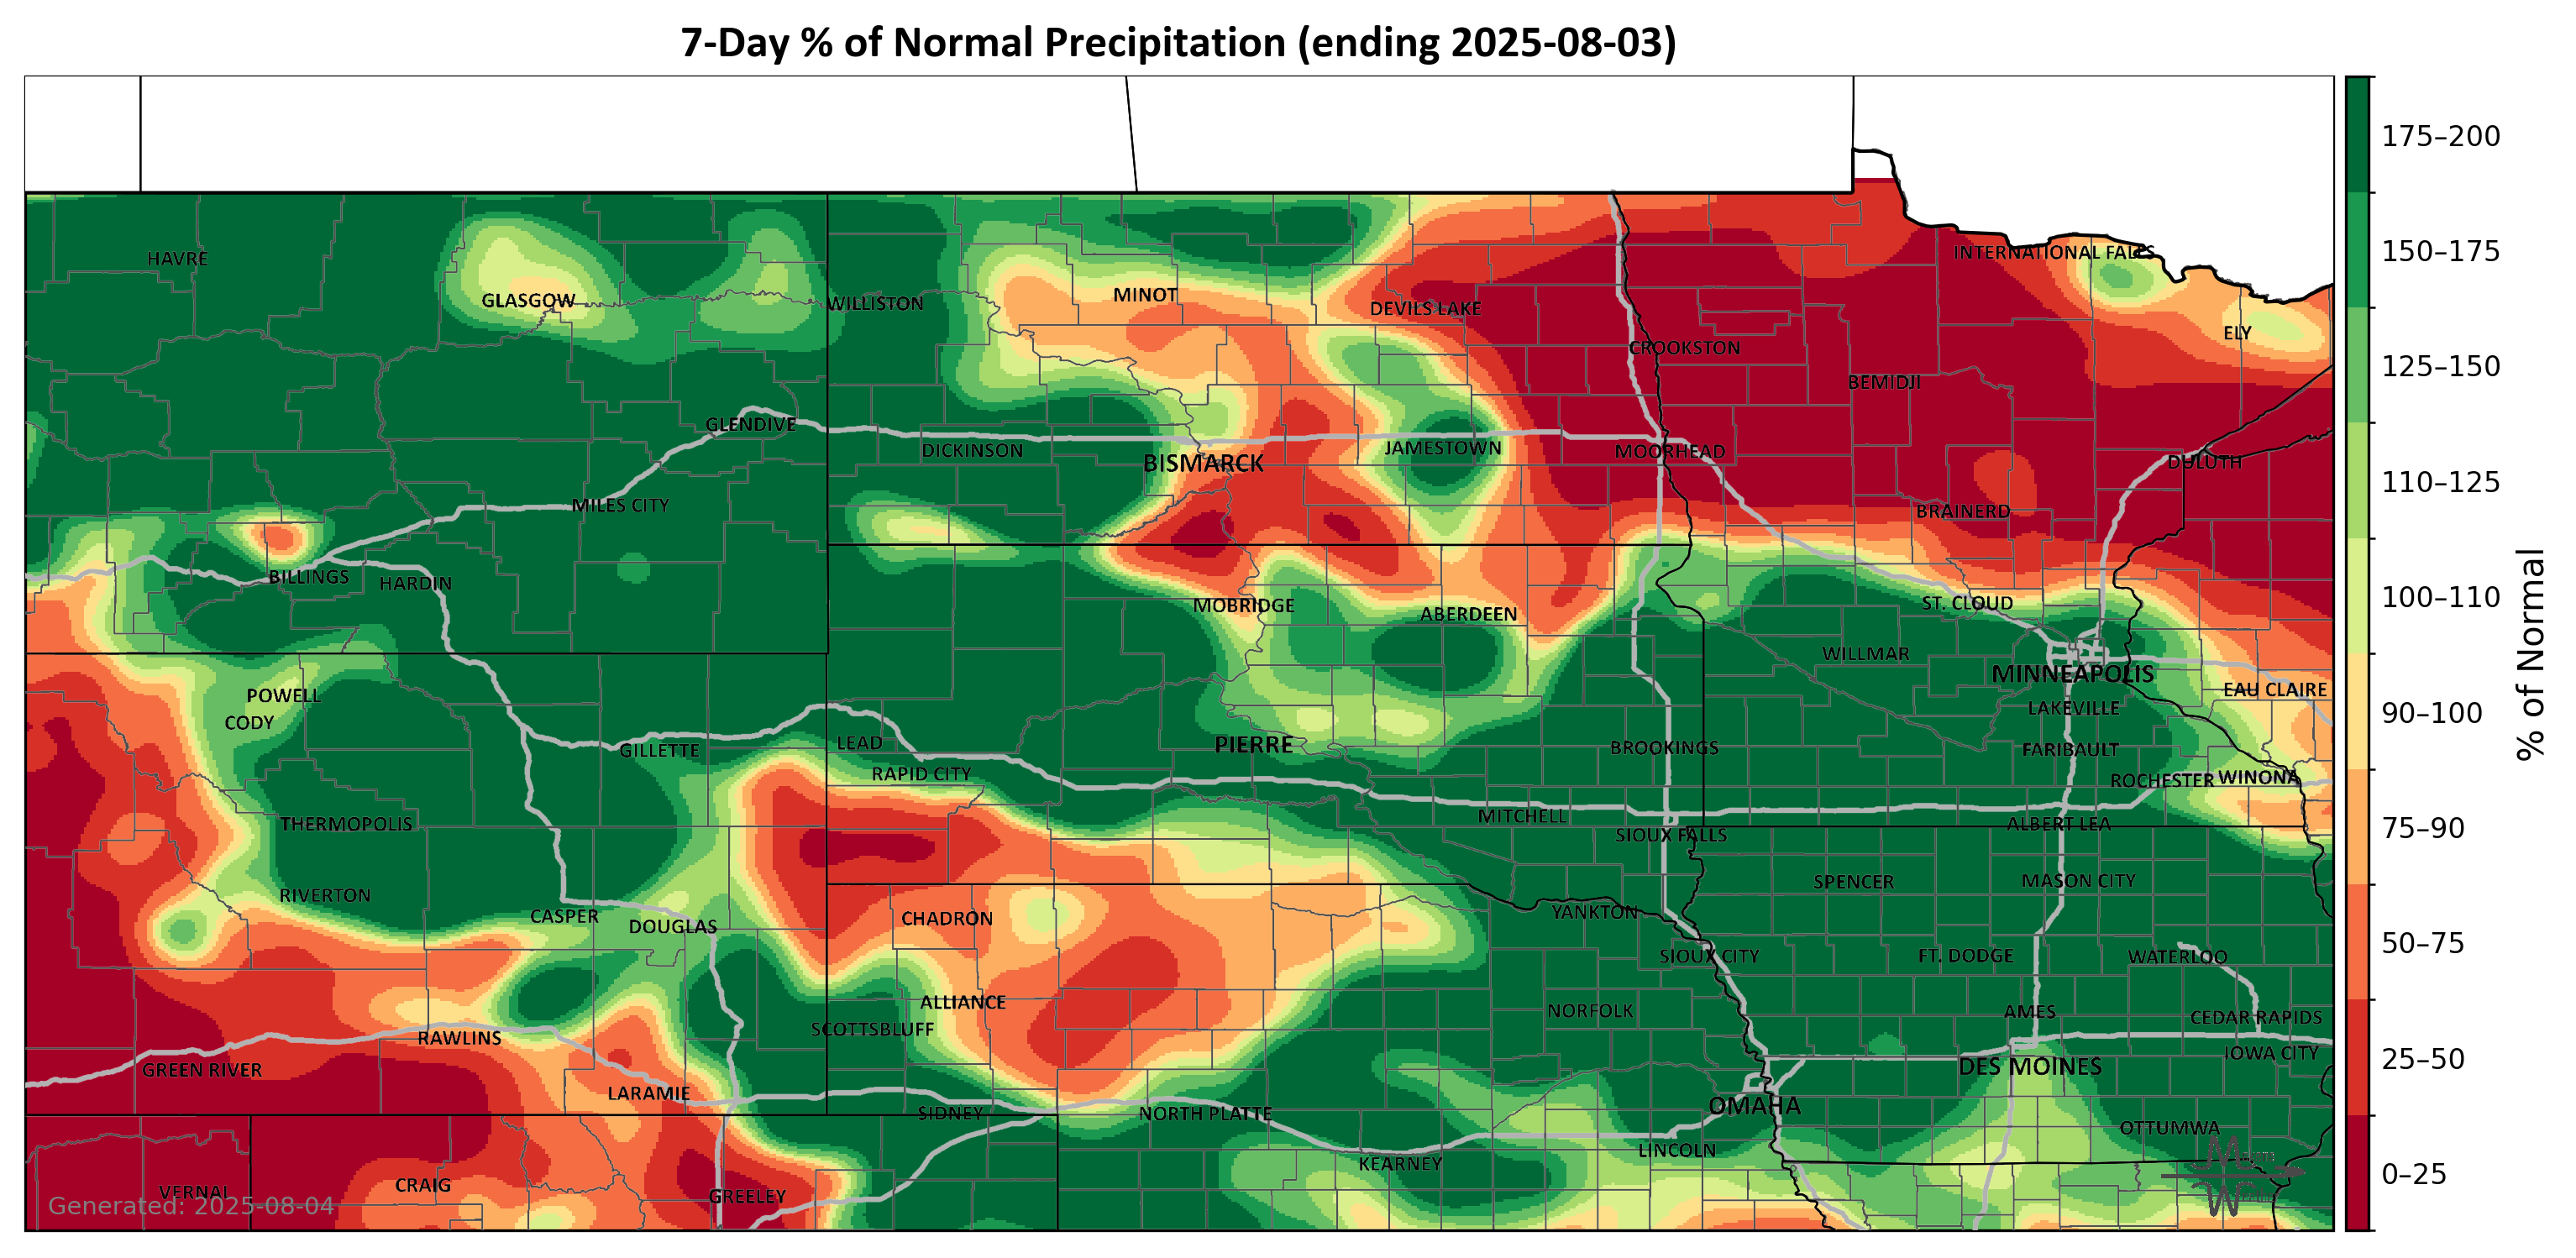 7-Day % of Normal Precipitation (ending 2025-08-03)
175–200
HAVRE
INTERNATIONAL FALLS
150–175
MINOT
GLASGOW
WILLISTON
DEVILS LAKE
ELY
CROOKSTON
125–150
BEMIDJI
GLENDIVE
DICKINSON
JAMESTOWN
MOORHEAD
BISMARCK
DULUTH
110–125
MILES CITY
BRAINERD
BILLINGS
HARDIN
100–110
MOBRIDGE
ST. CLOUD
ABERDEEN
WILLMAR
MINNEAPOLIS
% of Normal
POWELL
EAU CLAIRE
LAKEVILLE
90–100
CODY
LEAD
PIERRE
BROOKINGS
GILLETTE
FARIBAULT
RAPID CITY
ROCHESTER
WINONA
MITCHELL
THERMOPOLIS
ALBERT LEA
75–90
SIOUX FALLS
SPENCER
MASON CITY
RIVERTON
YANKTON
CASPER
CHADRON
DOUGLAS
50–75
SIOUX CITY
FT. DODGE
WATERLOO
ALLIANCE
NORFOLK
AMES
CEDAR RAPIDS
SCOTTSBLUFF
RAWLINS
IOWA CITY
25–50
DES MOINES
GREEN RIVER
LARAMIE
OMAHA
SIDNEY
NORTH PLATTE
OTTUMWA
LINCOLN
KEARNEY
0–25
CRAIG
VERNAL
GREELEY
Generated: 2025-08-04